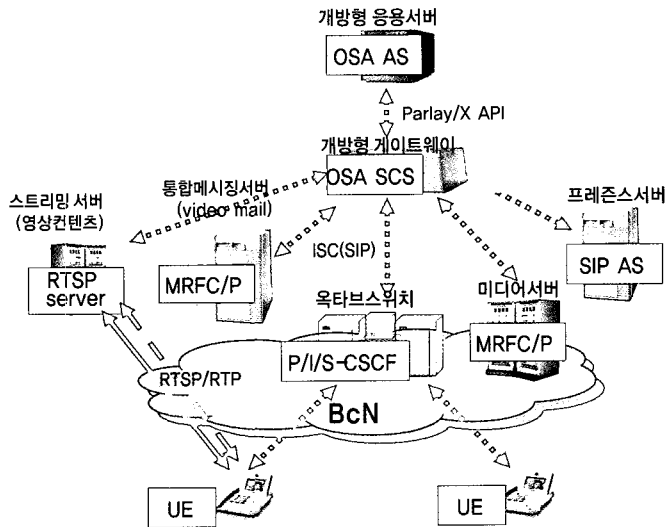 개방형 응용서버
OSA AS
Parlay/X API
개방형 게이트웨이
OSA SCS
통합메시징서버
(video mail)
스트리밍 서버
(영상컨텐츠)
프레즌스서버
RTSP
server
MRFC/P
ISC(SIP)
SIP AS
옥타브스위치
미디어서버
P/I/S-CSCF
MRFC/P
RTSP/RTP
BcN
UE
UE